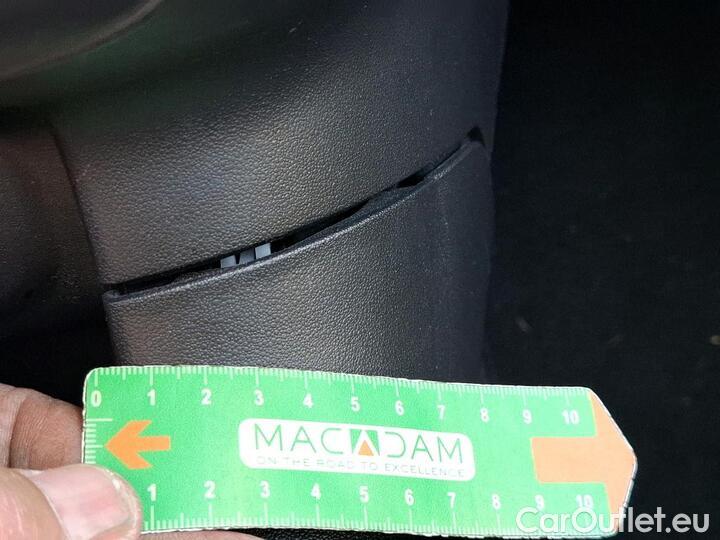 0 1 2 3 4 5 6 7 8 9 10
MACADAM
ON THE ROAD TO EXCELLENCE
1 2 3 4 5 6 7 8 9 10
CarOutlet.eu